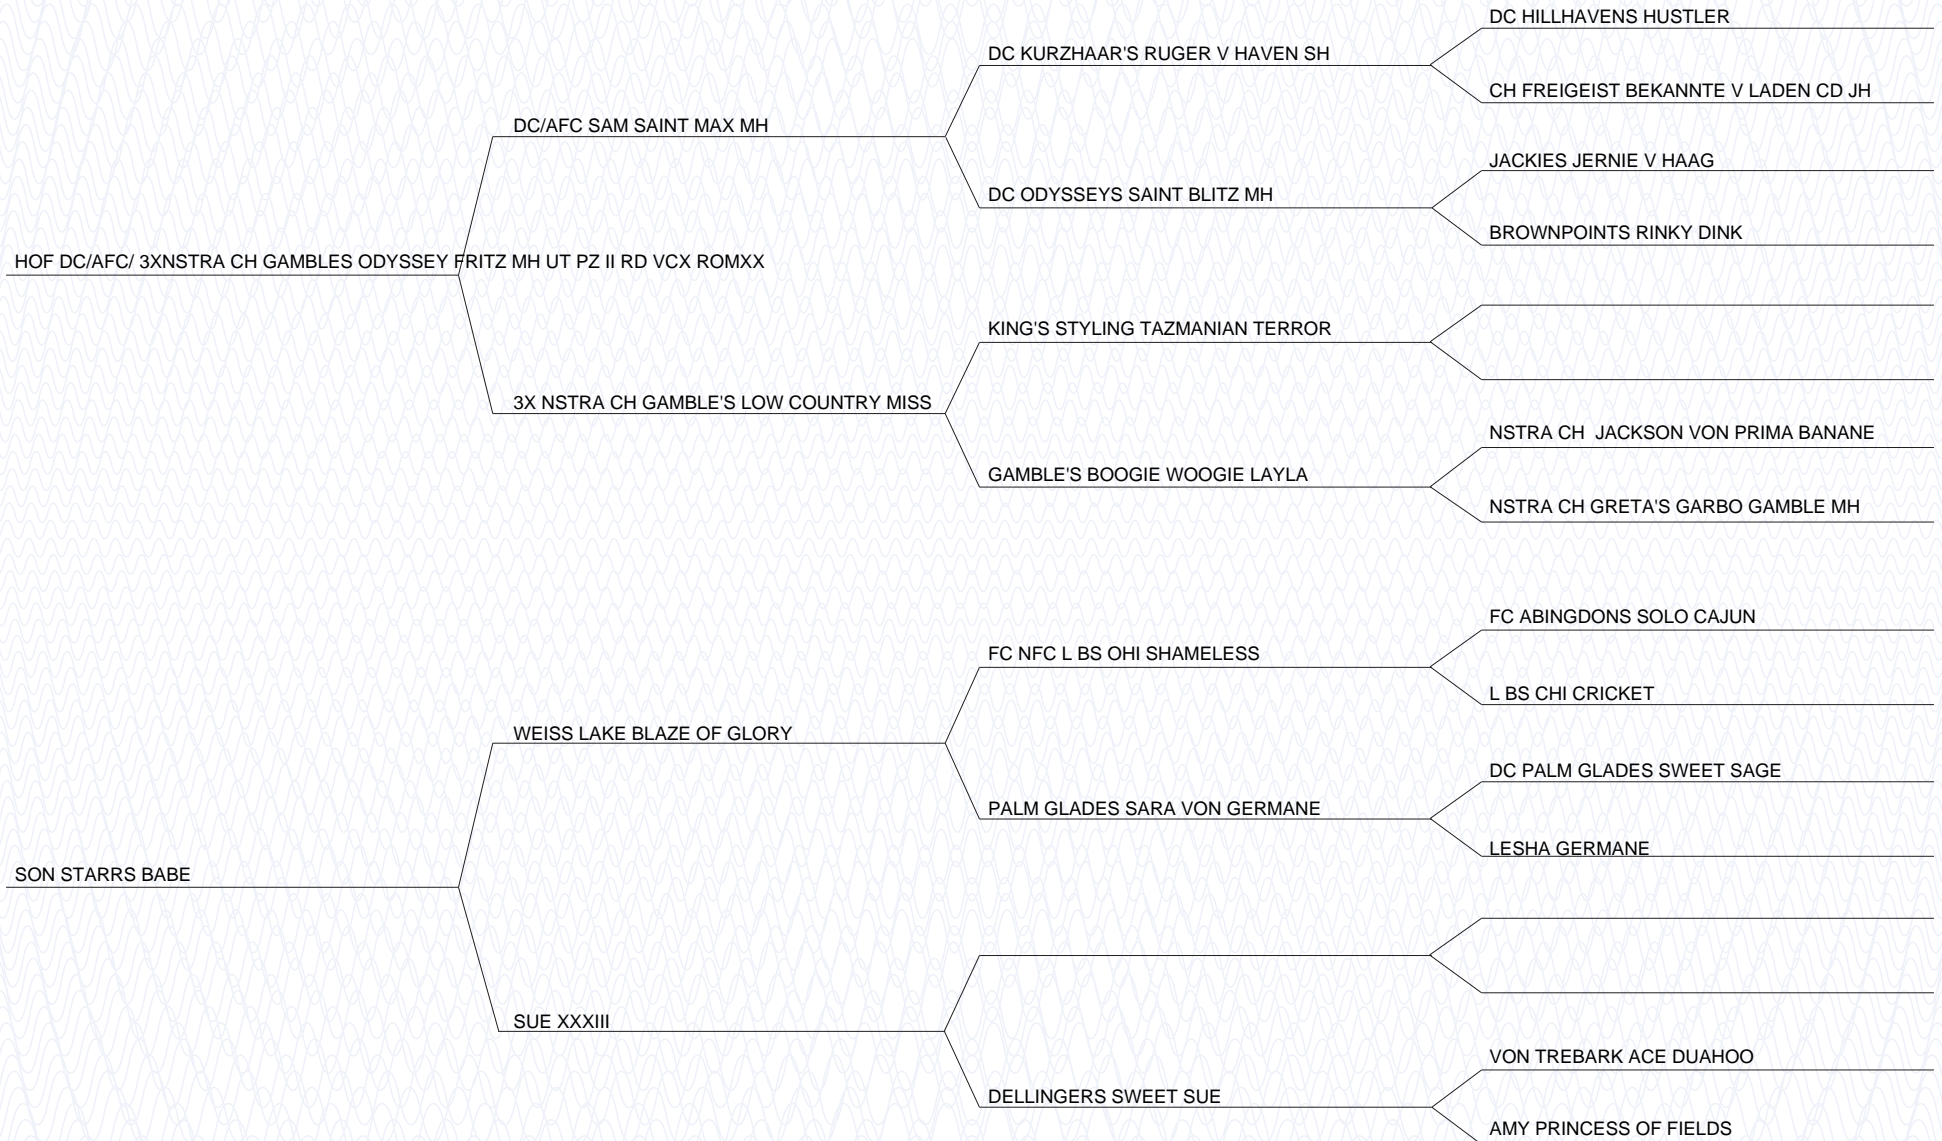 DC HILLHAVENS HUSTLER
DC KURZHAAR'S RUGER V HAVEN SH
CH FREIGEIST BEKANNTE V LADEN CD JH
DC/AFC SAM SAINT MAX MH
JACKIES JERNIE V HAAG
DC ODYSSEYS SAINT BLITZ MH
BROWNPOINTS RINKY DINK
HOF DC/AFC/ 3XNSTRA CH GAMBLES ODYSSEY FRITZ MH UT PZ II RD VCX ROMXX
KING'S STYLING TAZMANIAN TERROR
3X NSTRA CH GAMBLE'S LOW COUNTRY MISS
NSTRA CH  JACKSON VON PRIMA BANANE
GAMBLE'S BOOGIE WOOGIE LAYLA
NSTRA CH GRETA'S GARBO GAMBLE MH
FC ABINGDONS SOLO CAJUN
FC NFC L BS OHI SHAMELESS
L BS CHI CRICKET
WEISS LAKE BLAZE OF GLORY
DC PALM GLADES SWEET SAGE
PALM GLADES SARA VON GERMANE
LESHA GERMANE
SON STARRS BABE
SUE XXXIII
VON TREBARK ACE DUAHOO
DELLINGERS SWEET SUE
AMY PRINCESS OF FIELDS